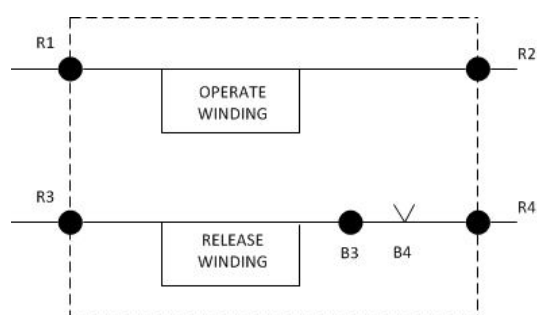 R1
R2
OPERATE
WINDING
R3
R4
RELEASE
WINDING
B3
B4